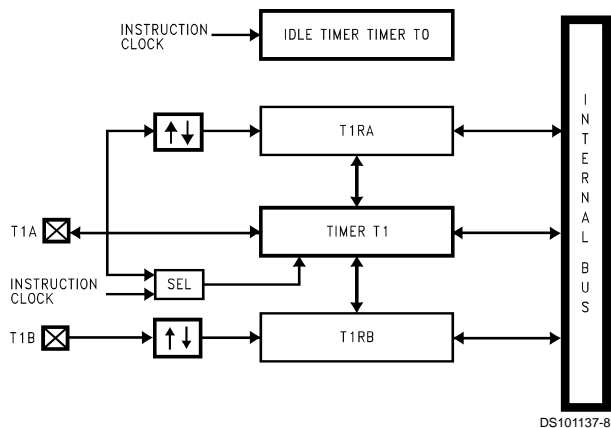 INSTRUCTION
CLOCK
IDLE TIMER TIMER T0
T1RA
T1A
TIMER T1
INSTRUCTION
CLOCK
SEL
T1B
T1RB
INTERNAL BUS
DS101137-8